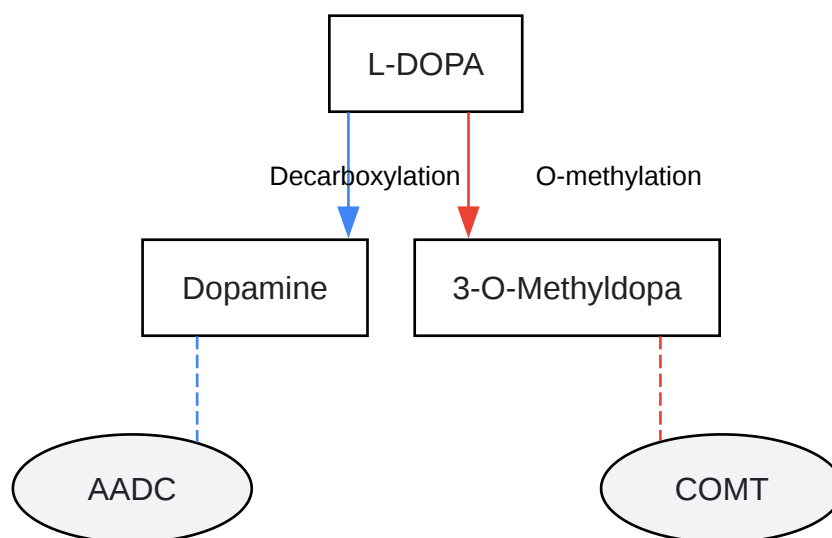 L-DOPA
Decarboxylation
O-methylation
Dopamine
3-O-Methyldopa
AADC
COMT